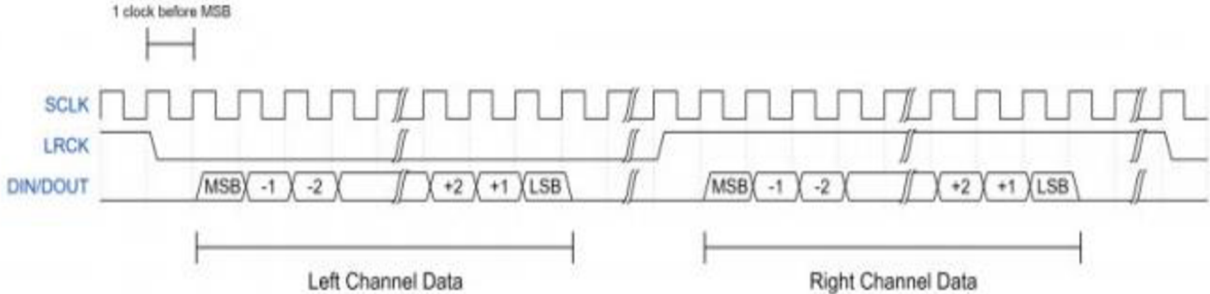 1 clock before MSB
SCLK
LRCK
DIN/DOUT MSB -1 -2 +2 +1 LSB MSB -1 -2 +2 +1 LSB
Left Channel Data Right Channel Data